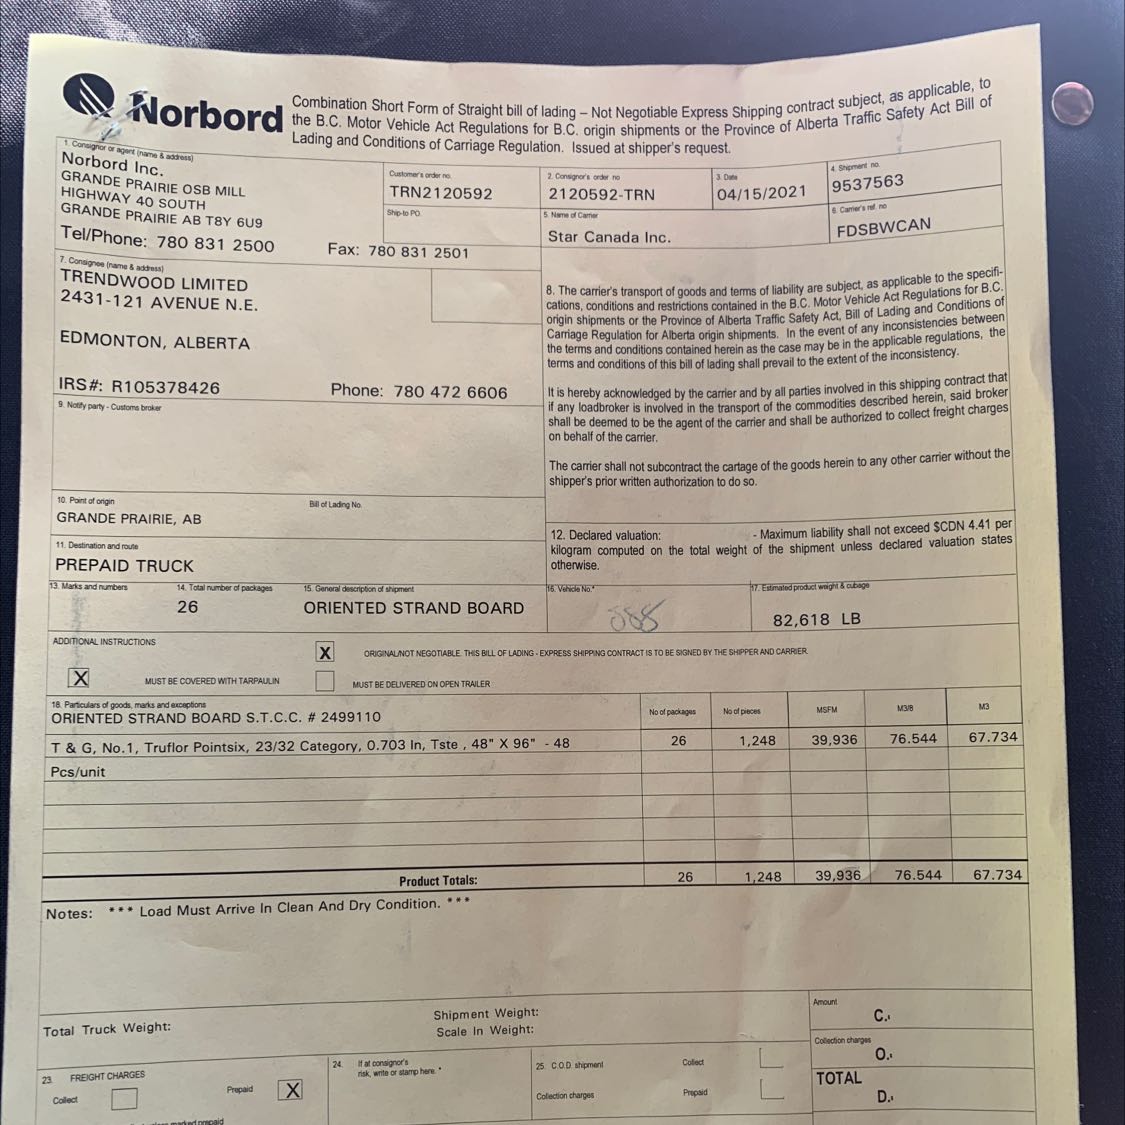 Norbord
Combination Short Form of Straight bill of lading – Not Negotiable Express Shipping contract subject, as applicable, to
the B.C. Motor Vehicle Act Regulations for B.C. origin shipments or the Province of Alberta Traffic Safety Act Bill of
Lading and Conditions of Carriage Regulation. Issued at shipper's request.
1. Consignor or agent (name & address)
Norbord Inc.
GRANDE PRAIRIE OSB MILL
HIGHWAY 40 SOUTH
GRANDE PRAIRIE AB T8Y 6U9
Tel/Phone: 780 831 2500 Fax: 780 831 2501
Customer's order no.
TRN2120592
2. Consignor's order no
2120592-TRN
3. Date
04/15/2021
4. Shipment no.
9537563
Ship-to PO.
5. Name of Carrier
Star Canada Inc.
6. Carrier's ref. no
FDSBWCAN
7. Consignee (name & address)
TRENDWOOD LIMITED
2431-121 AVENUE N.E.
EDMONTON, ALBERTA
IRS#: R105378426 Phone: 780 472 6606
8. The carrier's transport of goods and terms of liability are subject, as applicable to the specifi-
cations, conditions and restrictions contained in the B.C. Motor Vehicle Act Regulations for B.C.
origin shipments or the Province of Alberta Traffic Safety Act, Bill of Lading and Conditions of
Carriage Regulation for Alberta origin shipments. In the event of any inconsistencies between
the terms and conditions contained herein as the case may be in the applicable regulations, the
terms and conditions of this bill of lading shall prevail to the extent of the inconsistency.
It is hereby acknowledged by the carrier and by all parties involved in this shipping contract that
if any loadbroker is involved in the transport of the commodities described herein, said broker
shall be deemed to be the agent of the carrier and shall be authorized to collect freight charges
on behalf of the carrier.
The carrier shall not subcontract the cartage of the goods herein to any other carrier without the
shipper's prior written authorization to do so.
9. Notify party - Customs broker
10. Point of origin
GRANDE PRAIRIE, AB
Bill of Lading No.
11. Destination and route
PREPAID TRUCK
12. Declared valuation: - Maximum liability shall not exceed $CDN 4.41 per
kilogram computed on the total weight of the shipment unless declared valuation states
otherwise.
13. Marks and numbers
14. Total number of packages
26
15. General description of shipment
ORIENTED STRAND BOARD
16. Vehicle No.*
17. Estimated product weight & cubage
82,618 LB
ADDITIONAL INSTRUCTIONS
X ORIGINAL/NOT NEGOTIABLE. THIS BILL OF LADING - EXPRESS SHIPPING CONTRACT IS TO BE SIGNED BY THE SHIPPER AND CARRIER.
X MUST BE COVERED WITH TARPAULIN MUST BE DELIVERED ON OPEN TRAILER
18. Particulars of goods, marks and exceptions No of packages No of pieces MSFM M3/8 M3
ORIENTED STRAND BOARD S.T.C.C. # 2499110
T & G, No.1, Truflor Pointsix, 23/32 Category, 0.703 In, Tste , 48" X 96" - 48 26 1,248 39,936 76.544 67.734
Pcs/unit
Product Totals: 26 1,248 39,936 76.544 67.734
Notes: *** Load Must Arrive In Clean And Dry Condition. ***
Total Truck Weight:
Shipment Weight:
Scale In Weight:
Amount
C.
Collection charges
O.
TOTAL
D.
23. FREIGHT CHARGES
Collect Prepaid X
24. If at consignor's
risk, write or stamp here. *
25. C.O.D. shipment Collect
Collection charges Prepaid